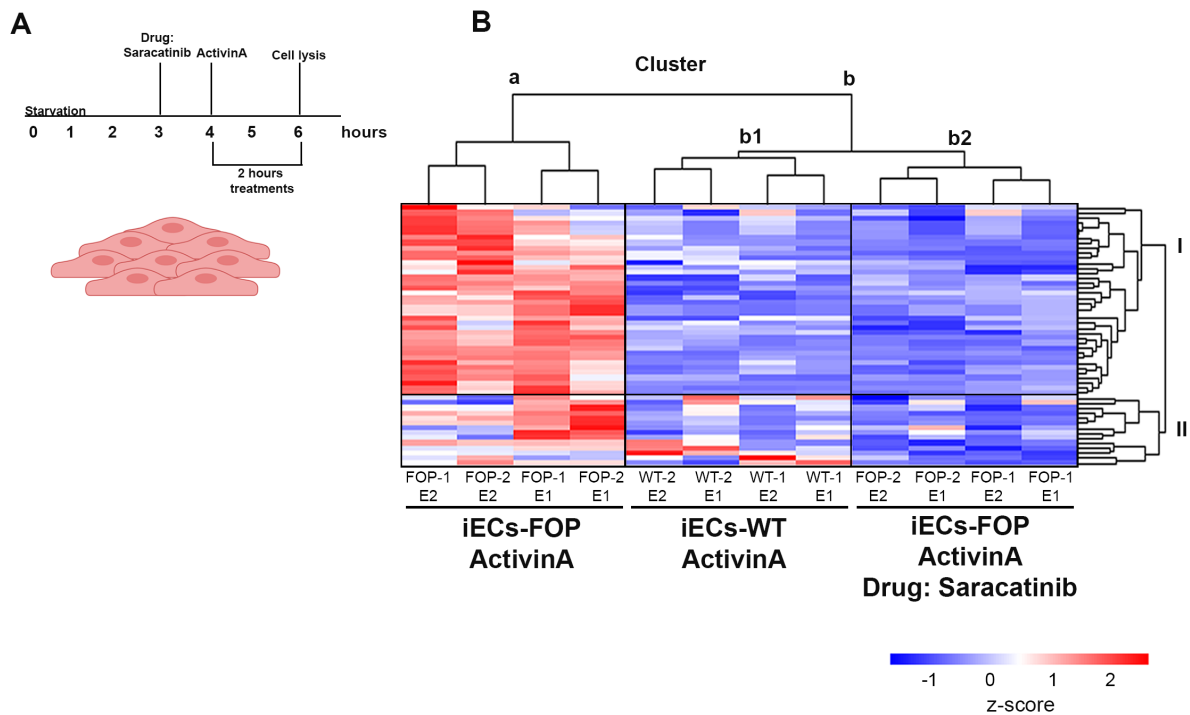 A
Drug:
Saracatinib
ActivinA
Cell lysis
Starvation
0 1 2 3 4 5 6 hours
2 hours
treatments
B
Cluster
a
b
b1
b2
I
II
FOP-1 FOP-2 FOP-1 FOP-2 WT-2 WT-2 WT-1 WT-1 FOP-2 FOP-2 FOP-1 FOP-1
E2 E2 E1 E1 E2 E1 E2 E1 E2 E1 E2 E1
iECs-FOP
ActivinA
iECs-WT
ActivinA
iECs-FOP
ActivinA
Drug: Saracatinib
-1 0 1 2
z-score